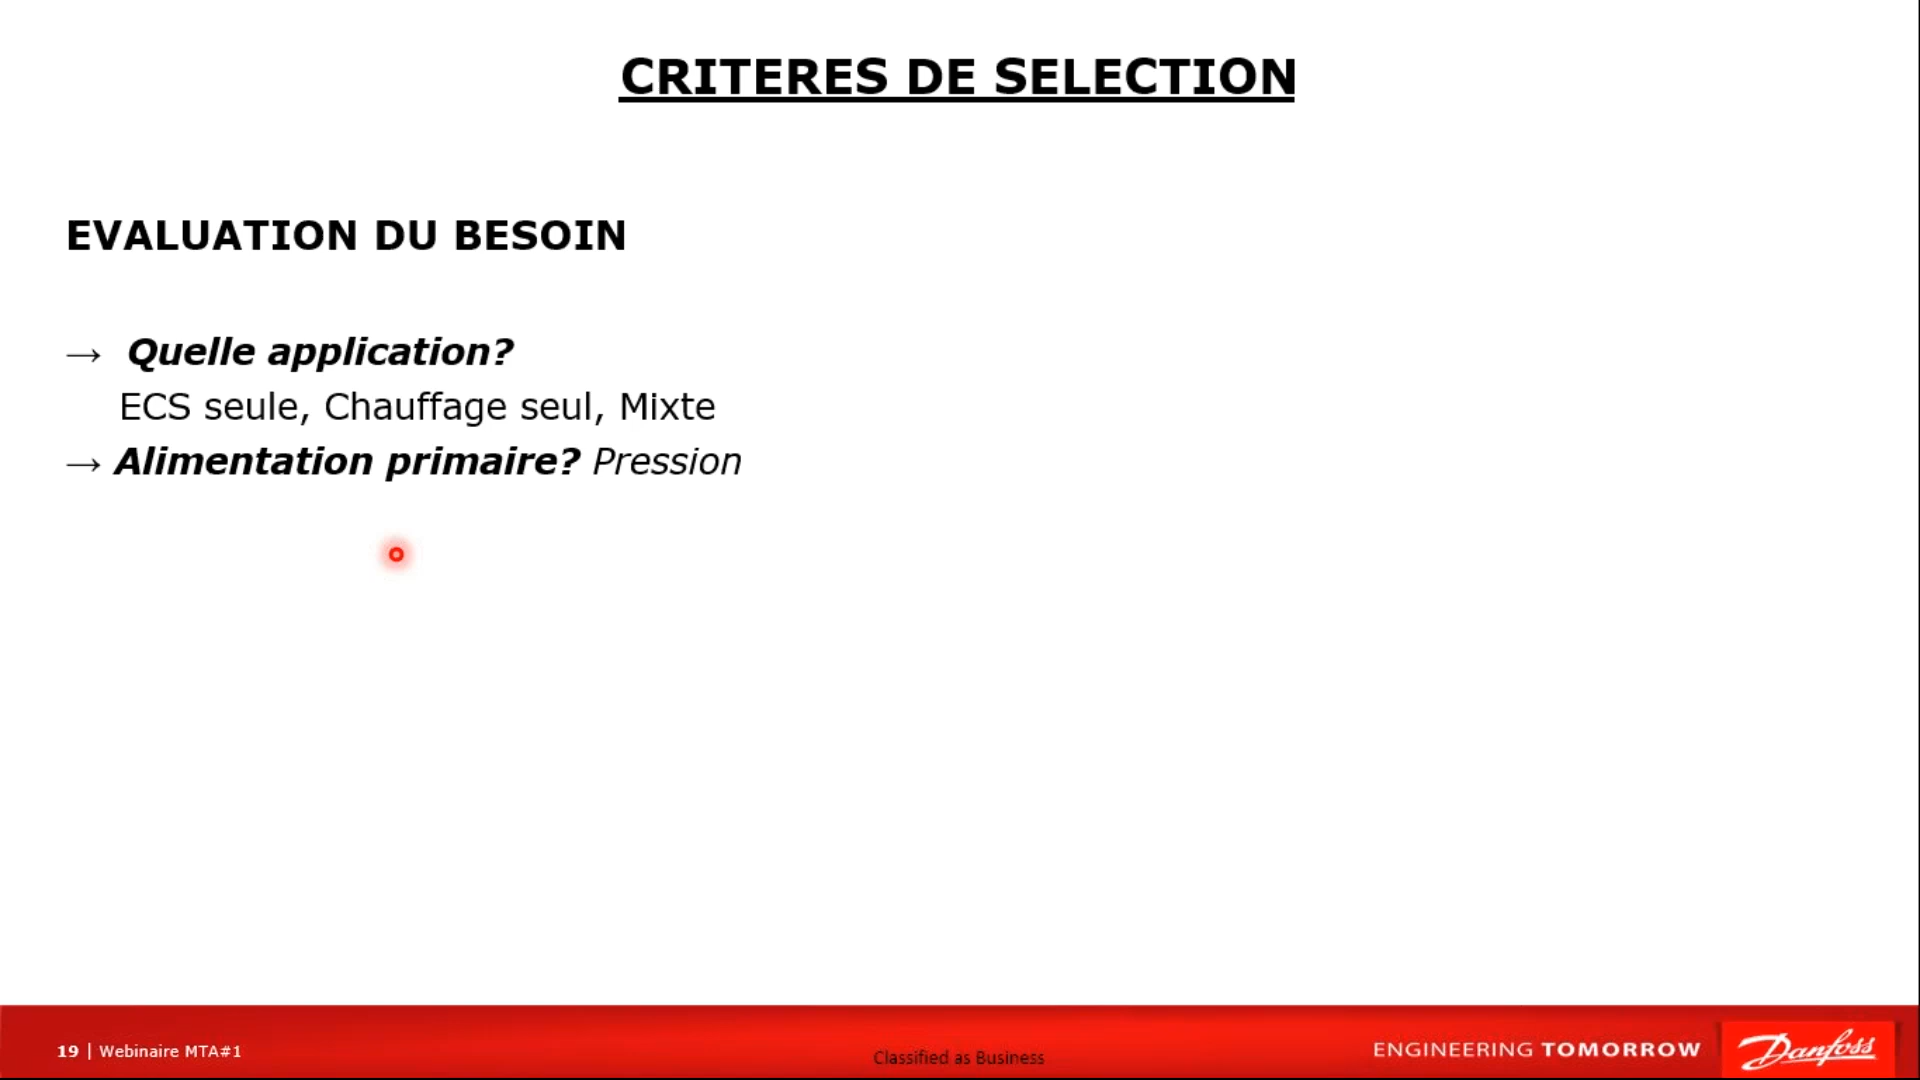 CRITERES DE SELECTION
EVALUATION DU BESOIN
→ Quelle application?
ECS seule, Chauffage seul, Mixte
→ Alimentation primaire? Pression
19 | Webinaire MTA#1
Classified as Business
ENGINEERING TOMORROW
Danfoss